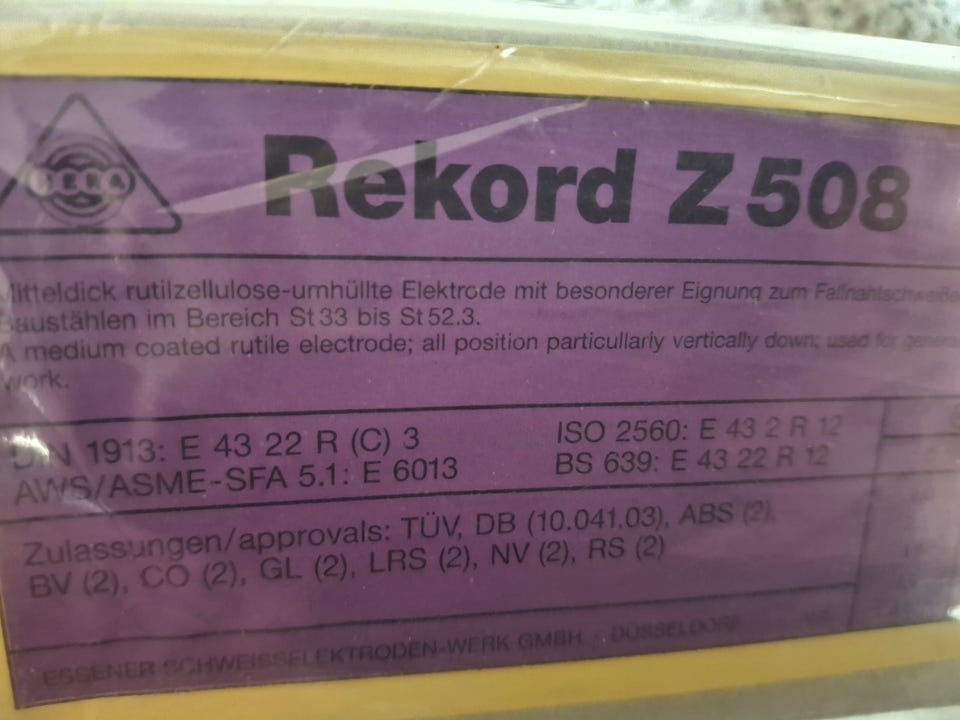 Rekord Z 508
Mitteldick rutilzellulose-umhüllte Elektrode mit besonderer Eignung zum Fallnahtschweißen
Baustählen im Bereich St 33 bis St 52.3.
A medium coated rutile electrode; all position particullarly vertically down; used for general
work.
DIN 1913: E 43 22 R (C) 3
AWS/ASME-SFA 5.1: E 6013
ISO 2560: E 43 2 R 12
BS 639: E 43 22 R 12
Zulassungen/approvals: TÜV, DB (10.041.03), ABS (2),
BV (2), CO (2), GL (2), LRS (2), NV (2), RS (2)
ESSENER SCHWEISSELEKTRODEN-WERK GMBH · DÜSSELDORF